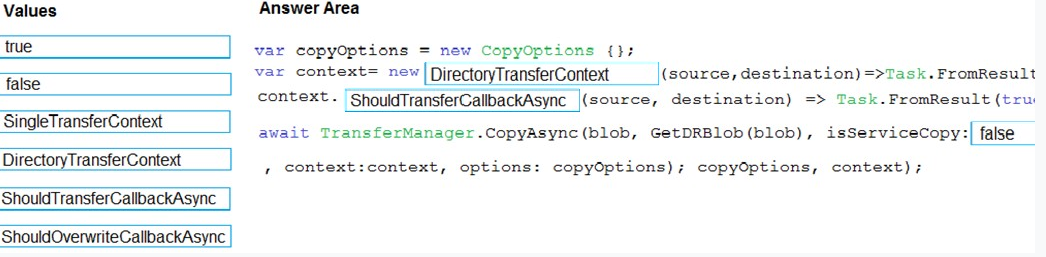 Values
true
false
SingleTransferContext
DirectoryTransferContext
ShouldTransferCallbackAsync
ShouldOverwriteCallbackAsync
Answer Area
var copyOptions = new CopyOptions {};
var context= new DirectoryTransferContext (source,destination)=>Task.FromResult
context. ShouldTransferCallbackAsync (source, destination) => Task.FromResult(true
await TransferManager.CopyAsync(blob, GetDRBlob(blob), isServiceCopy: false
, context:context, options: copyOptions); copyOptions, context);